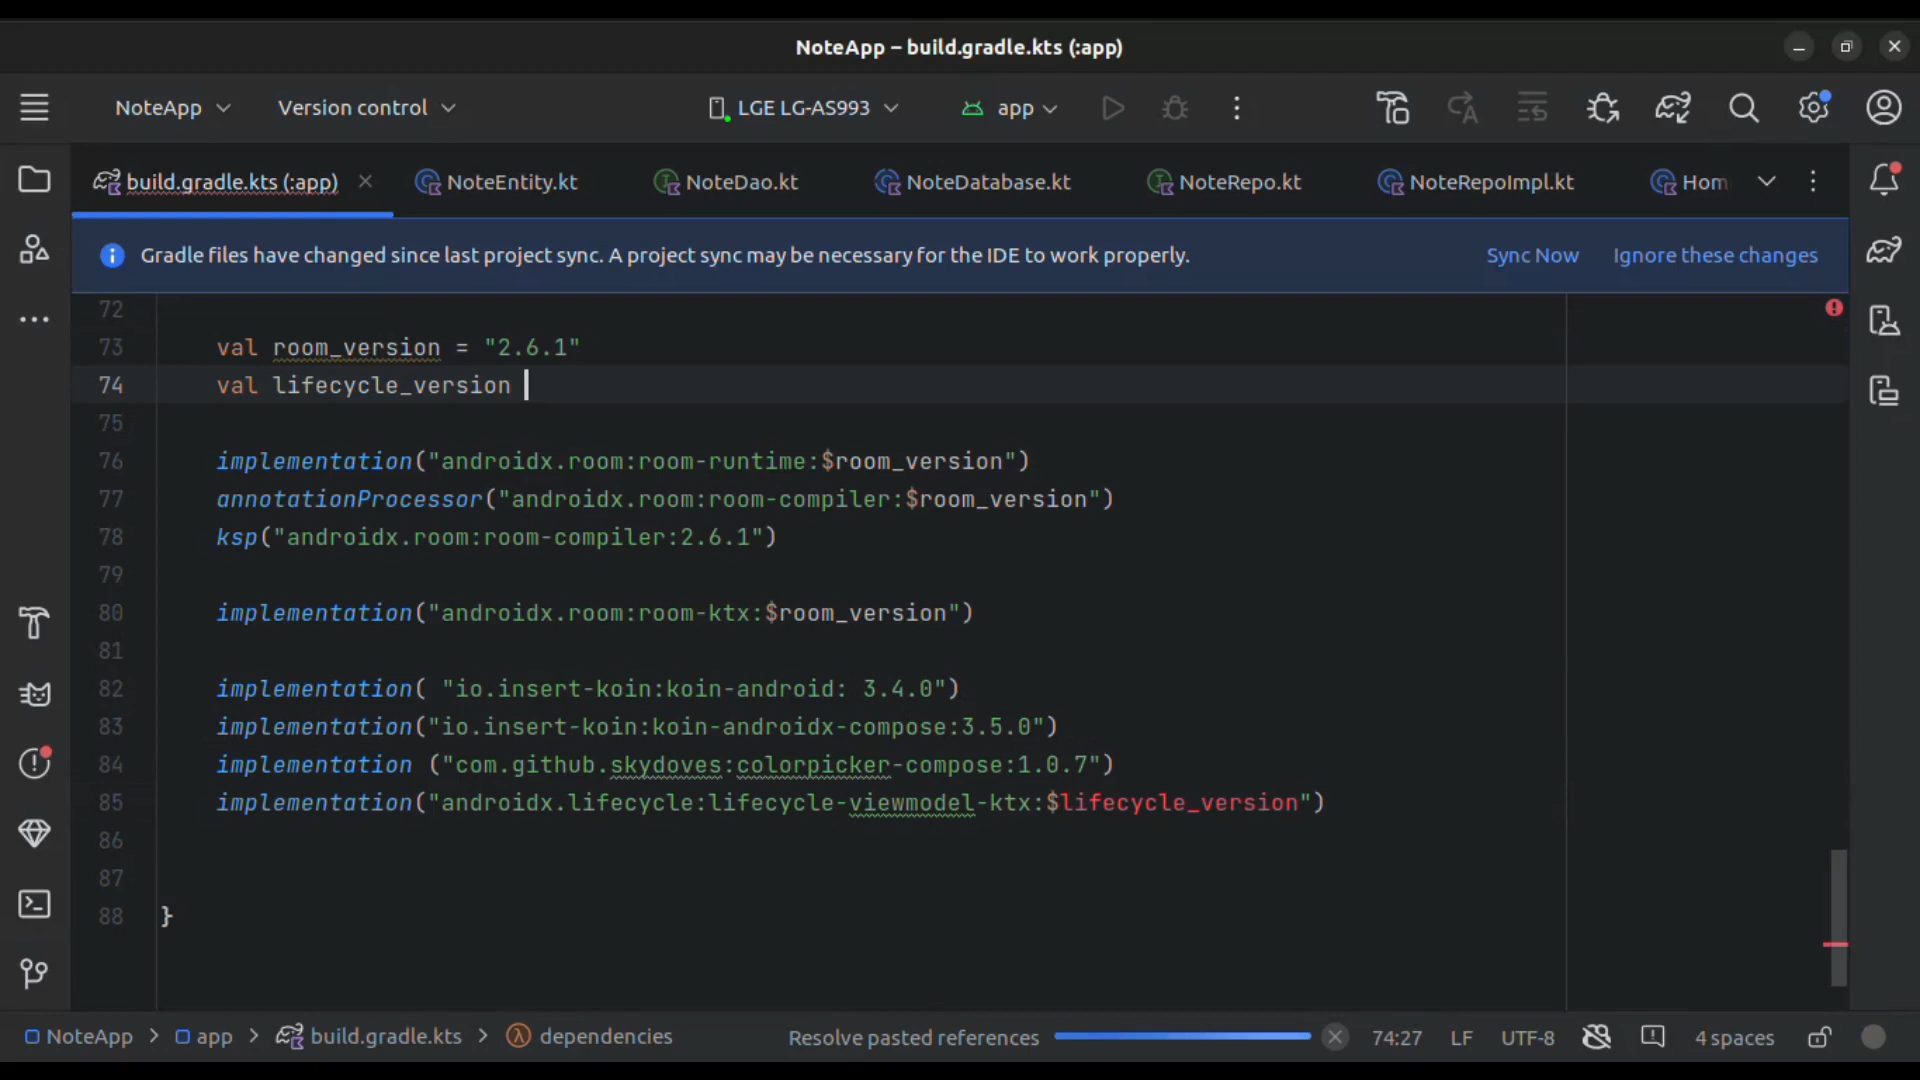 NoteApp – build.gradle.kts (:app)
NoteApp Version control LGE LG-AS993 app
build.gradle.kts (:app) NoteEntity.kt NoteDao.kt NoteDatabase.kt NoteRepo.kt NoteRepoImpl.kt Hom
Gradle files have changed since last project sync. A project sync may be necessary for the IDE to work properly. Sync Now Ignore these changes
72
73 val room_version = "2.6.1"
74 val lifecycle_version
75
76 implementation("androidx.room:room-runtime:$room_version")
77 annotationProcessor("androidx.room:room-compiler:$room_version")
78 ksp("androidx.room:room-compiler:2.6.1")
79
80 implementation("androidx.room:room-ktx:$room_version")
81
82 implementation( "io.insert-koin:koin-android: 3.4.0")
83 implementation("io.insert-koin:koin-androidx-compose:3.5.0")
84 implementation ("com.github.skydoves:colorpicker-compose:1.0.7")
85 implementation("androidx.lifecycle:lifecycle-viewmodel-ktx:$lifecycle_version")
86
87
88 }
NoteApp > app > build.gradle.kts > dependencies Resolve pasted references 74:27 LF UTF-8 4 spaces